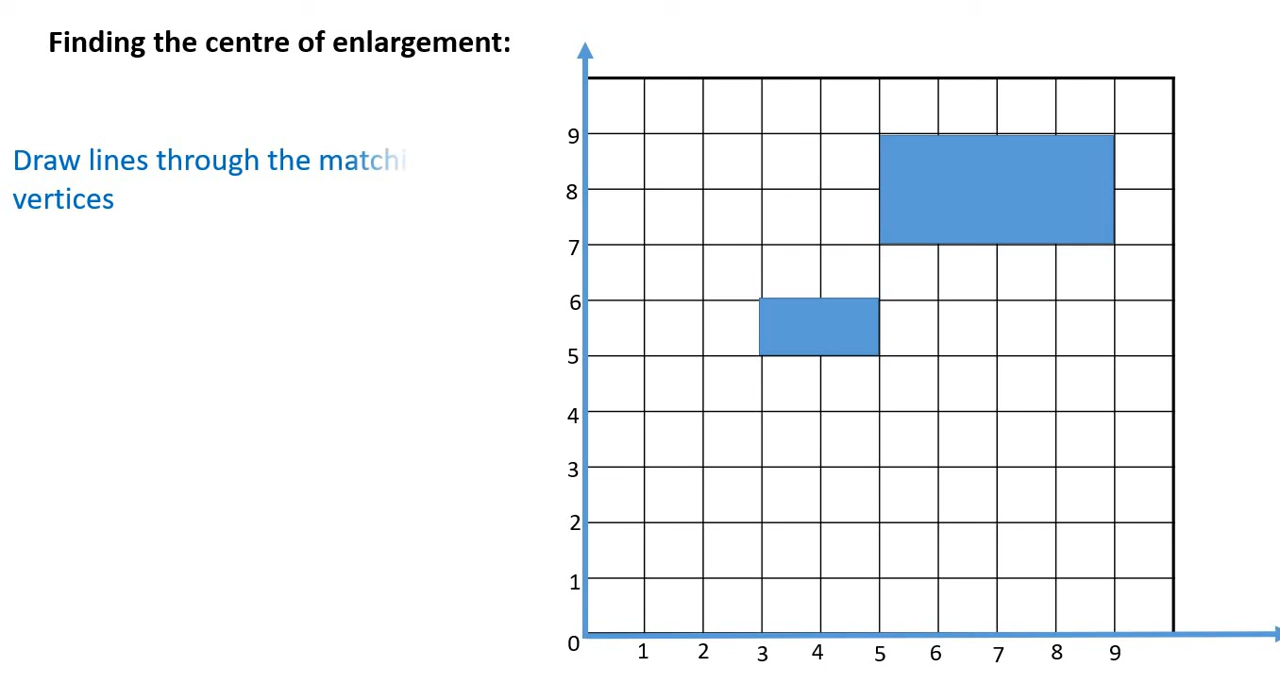 Finding the centre of enlargement:
Draw lines through the matchi
vertices
9
8
7
6
5
4
3
2
1
0
1 2 3 4 5 6 7 8 9